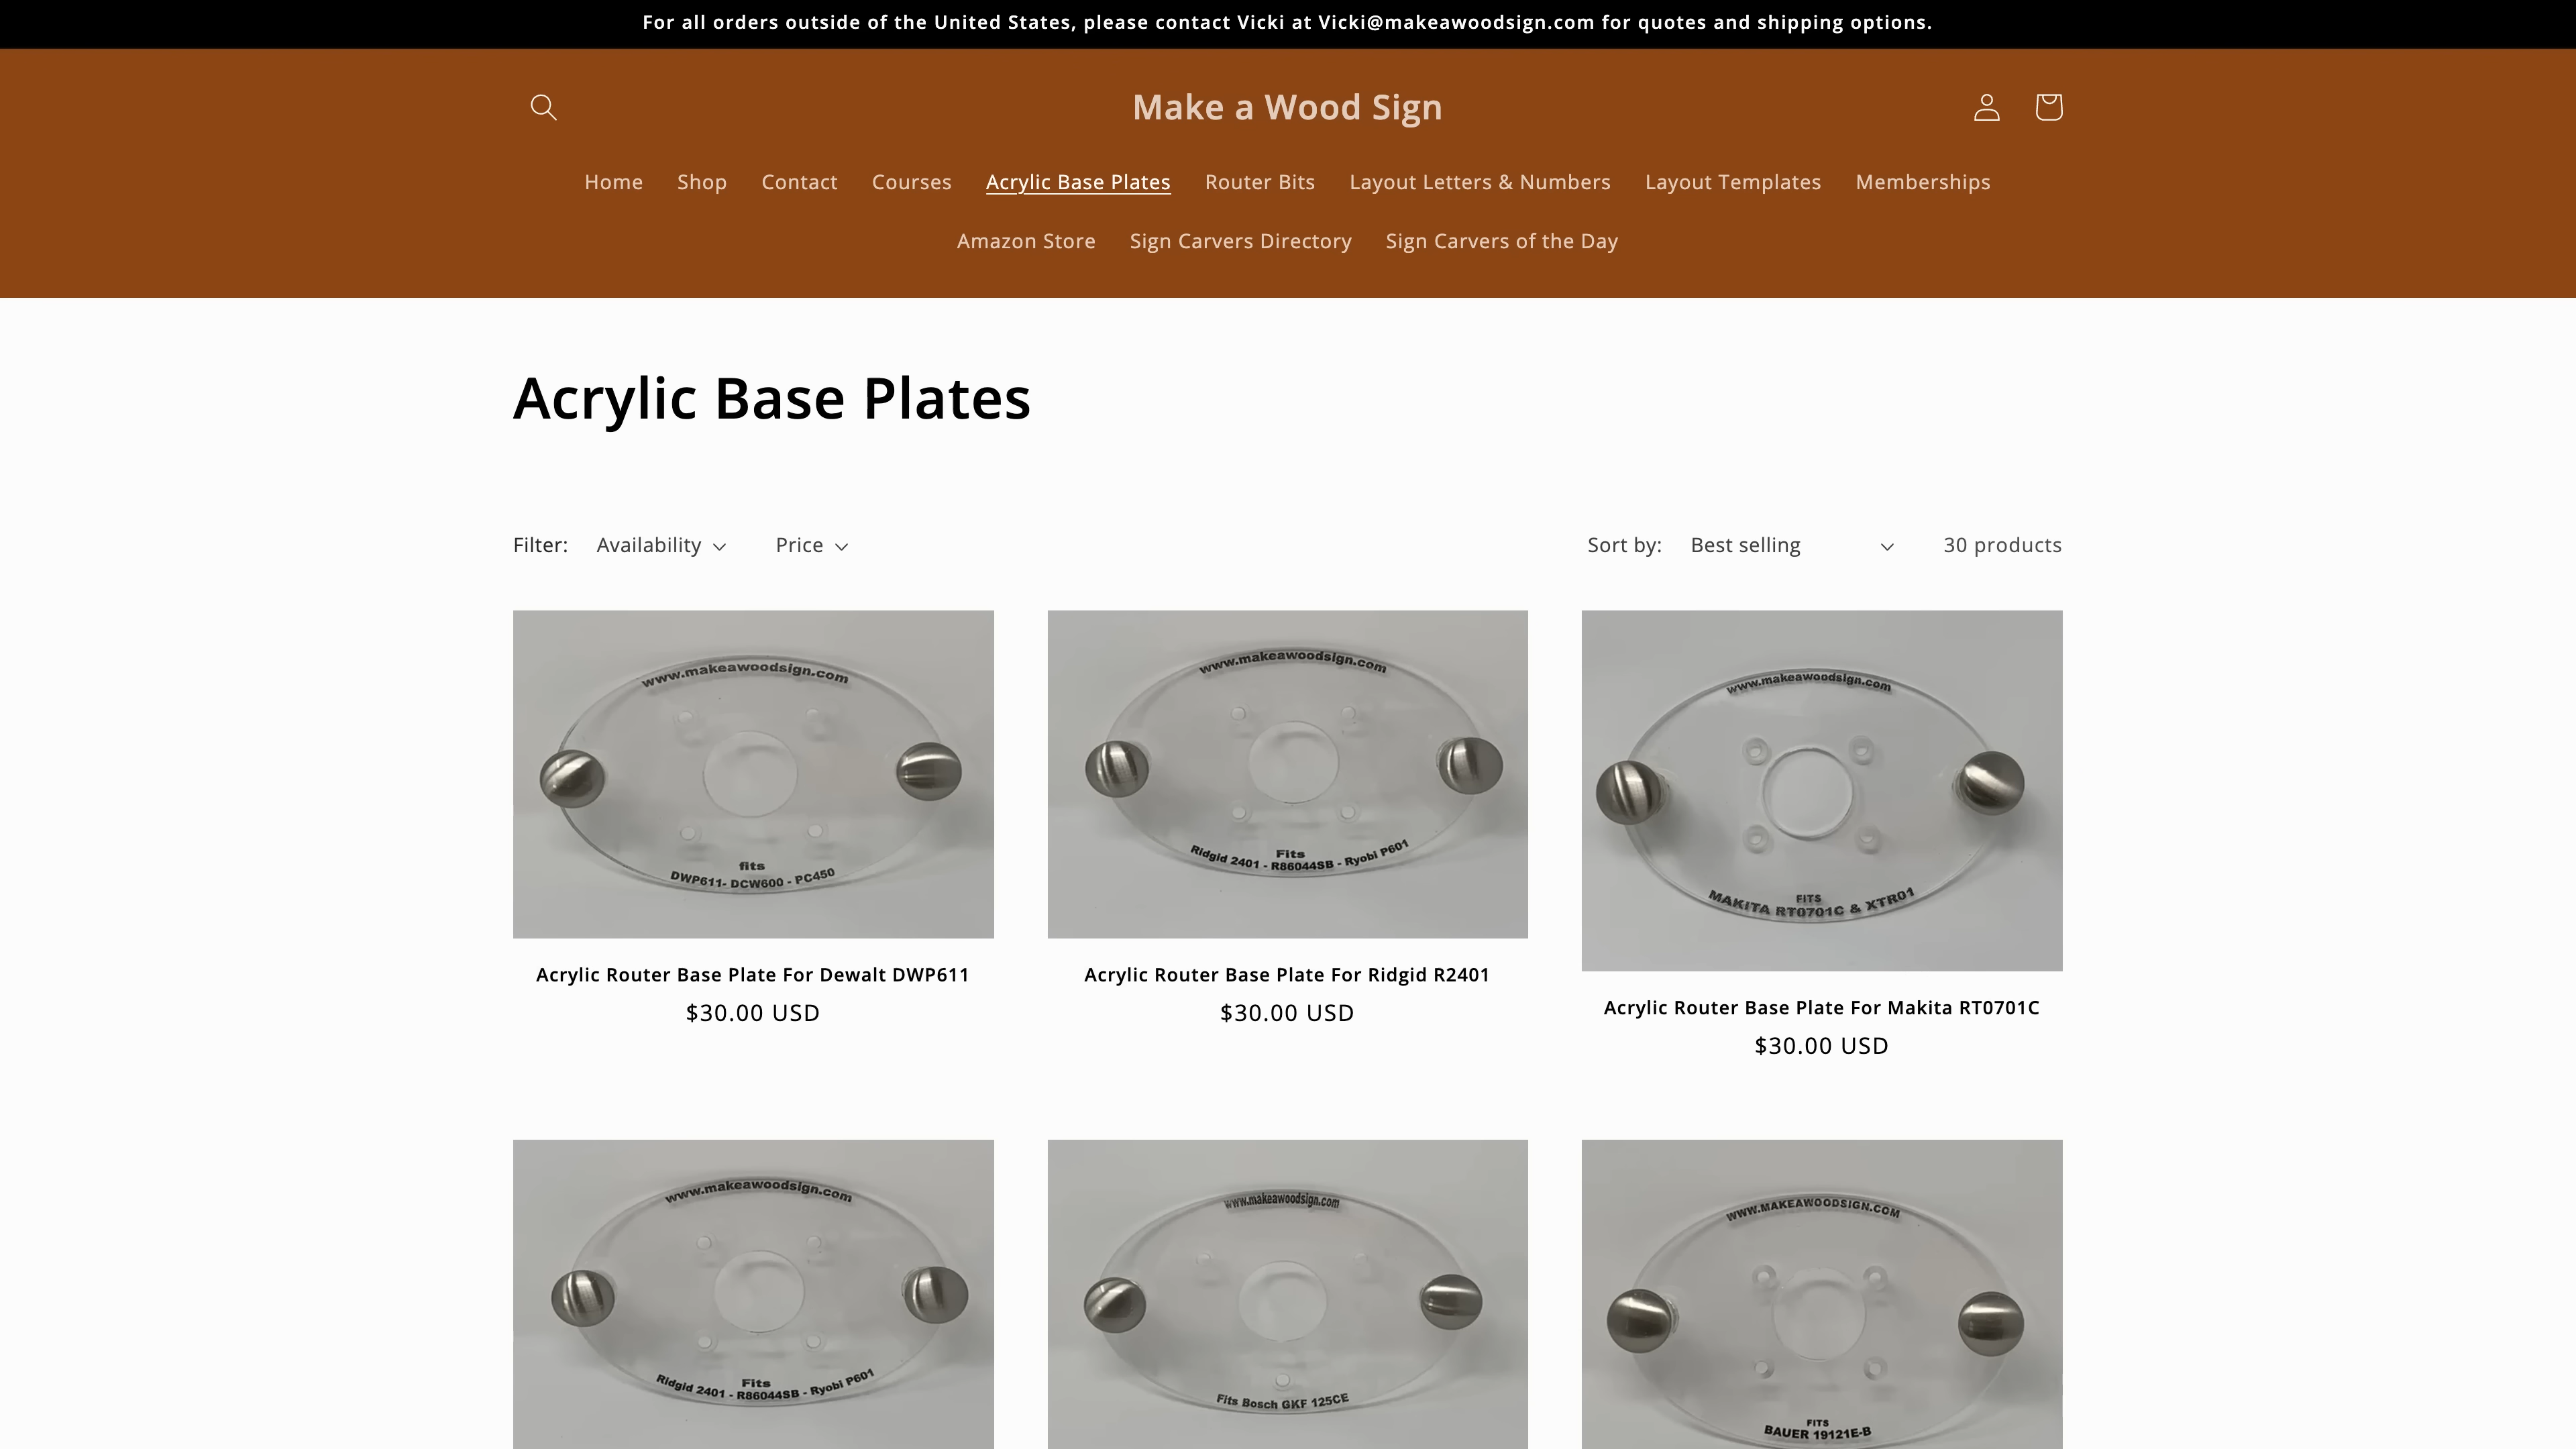 For all orders outside of the United States, please contact Vicki at Vicki@makeawoodsign.com for quotes and shipping options.
Make a Wood Sign
Home Shop Contact Courses Acrylic Base Plates Router Bits Layout Letters & Numbers Layout Templates Memberships
Amazon Store Sign Carvers Directory Sign Carvers of the Day
Acrylic Base Plates
Filter: Availability Price Sort by: Best selling 30 products
www.makeawoodsign.com
fits
DWP611- DCW600 - PC450
www.makeawoodsign.com
Fits
Ridgid 2401 - R86044SB - Ryobi P601
www.makeawoodsign.com
FITS
MAKITA RT0701C & XTR01
Acrylic Router Base Plate For Dewalt DWP611
$30.00 USD
Acrylic Router Base Plate For Ridgid R2401
$30.00 USD
Acrylic Router Base Plate For Makita RT0701C
$30.00 USD
www.makeawoodsign.com
Fits
Ridgid 2401 - R86044SB - Ryobi P601
www.makeawoodsign.com
Fits Bosch GKF 125CE
WWW.MAKEAWOODSIGN.COM
FITS
BAUER 19121E-B